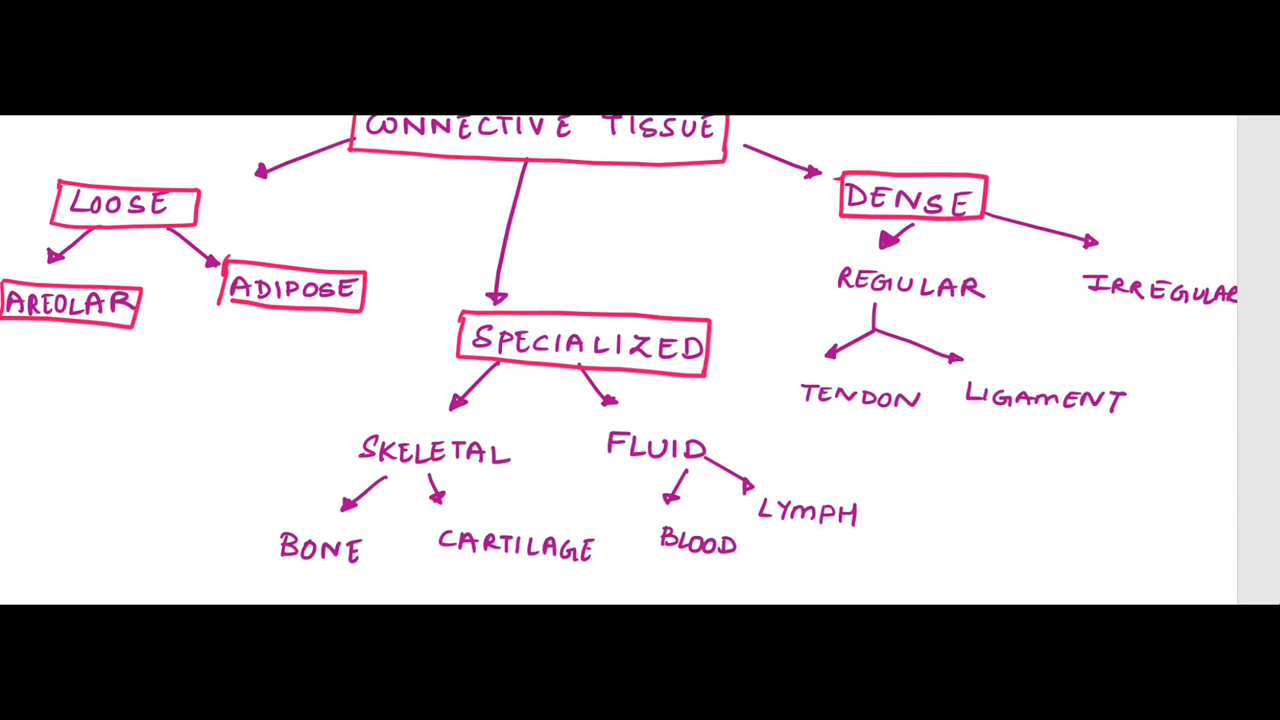 CONNECTIVE TISSUE
LOOSE
DENSE
AREOLAR
ADIPOSE
REGULAR
IRREGULAR
SPECIALIZED
TENDON
LIGAMENT
SKELETAL
FLUID
BONE
CARTILAGE
BLOOD
LYMPH